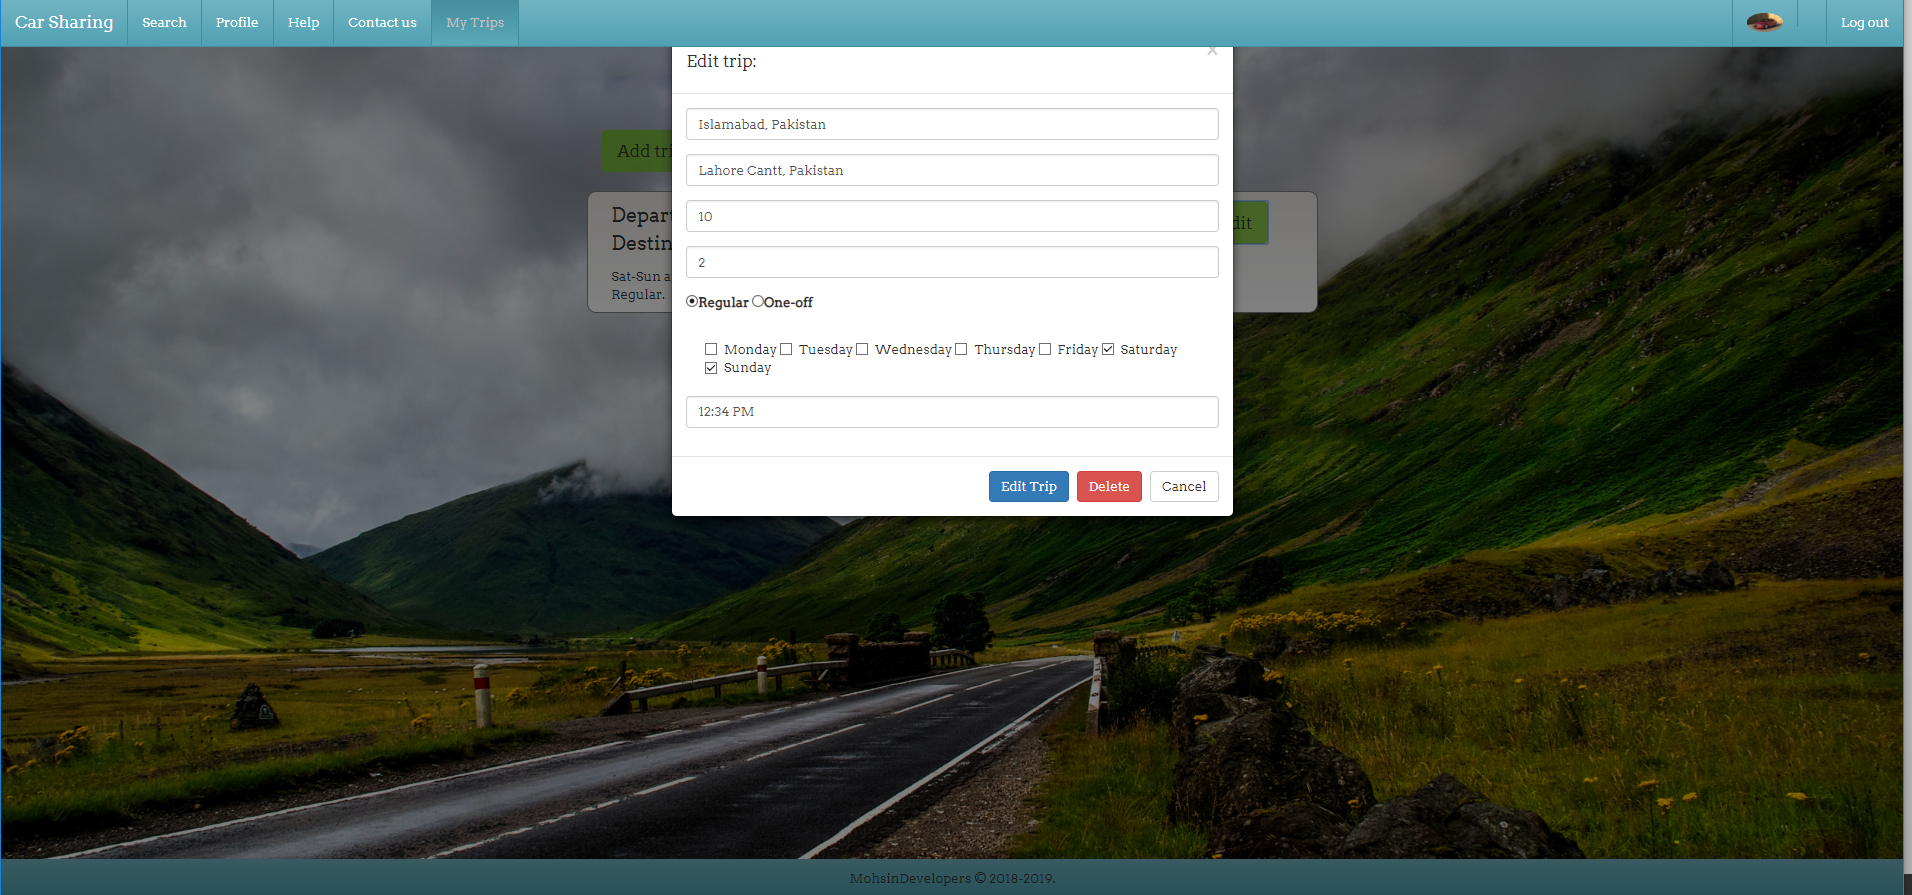 Car Sharing Search Profile Help Contact us My Trips Log out
×
Edit trip:
Islamabad, Pakistan
Add tri
Lahore Cantt, Pakistan
Depar
10
dit
Destin
2
Sat-Sun a
Regular.
Regular One-off
Monday Tuesday Wednesday Thursday Friday Saturday
Sunday
12:34 PM
Edit Trip Delete Cancel
MohsinDevelopers © 2018-2019.